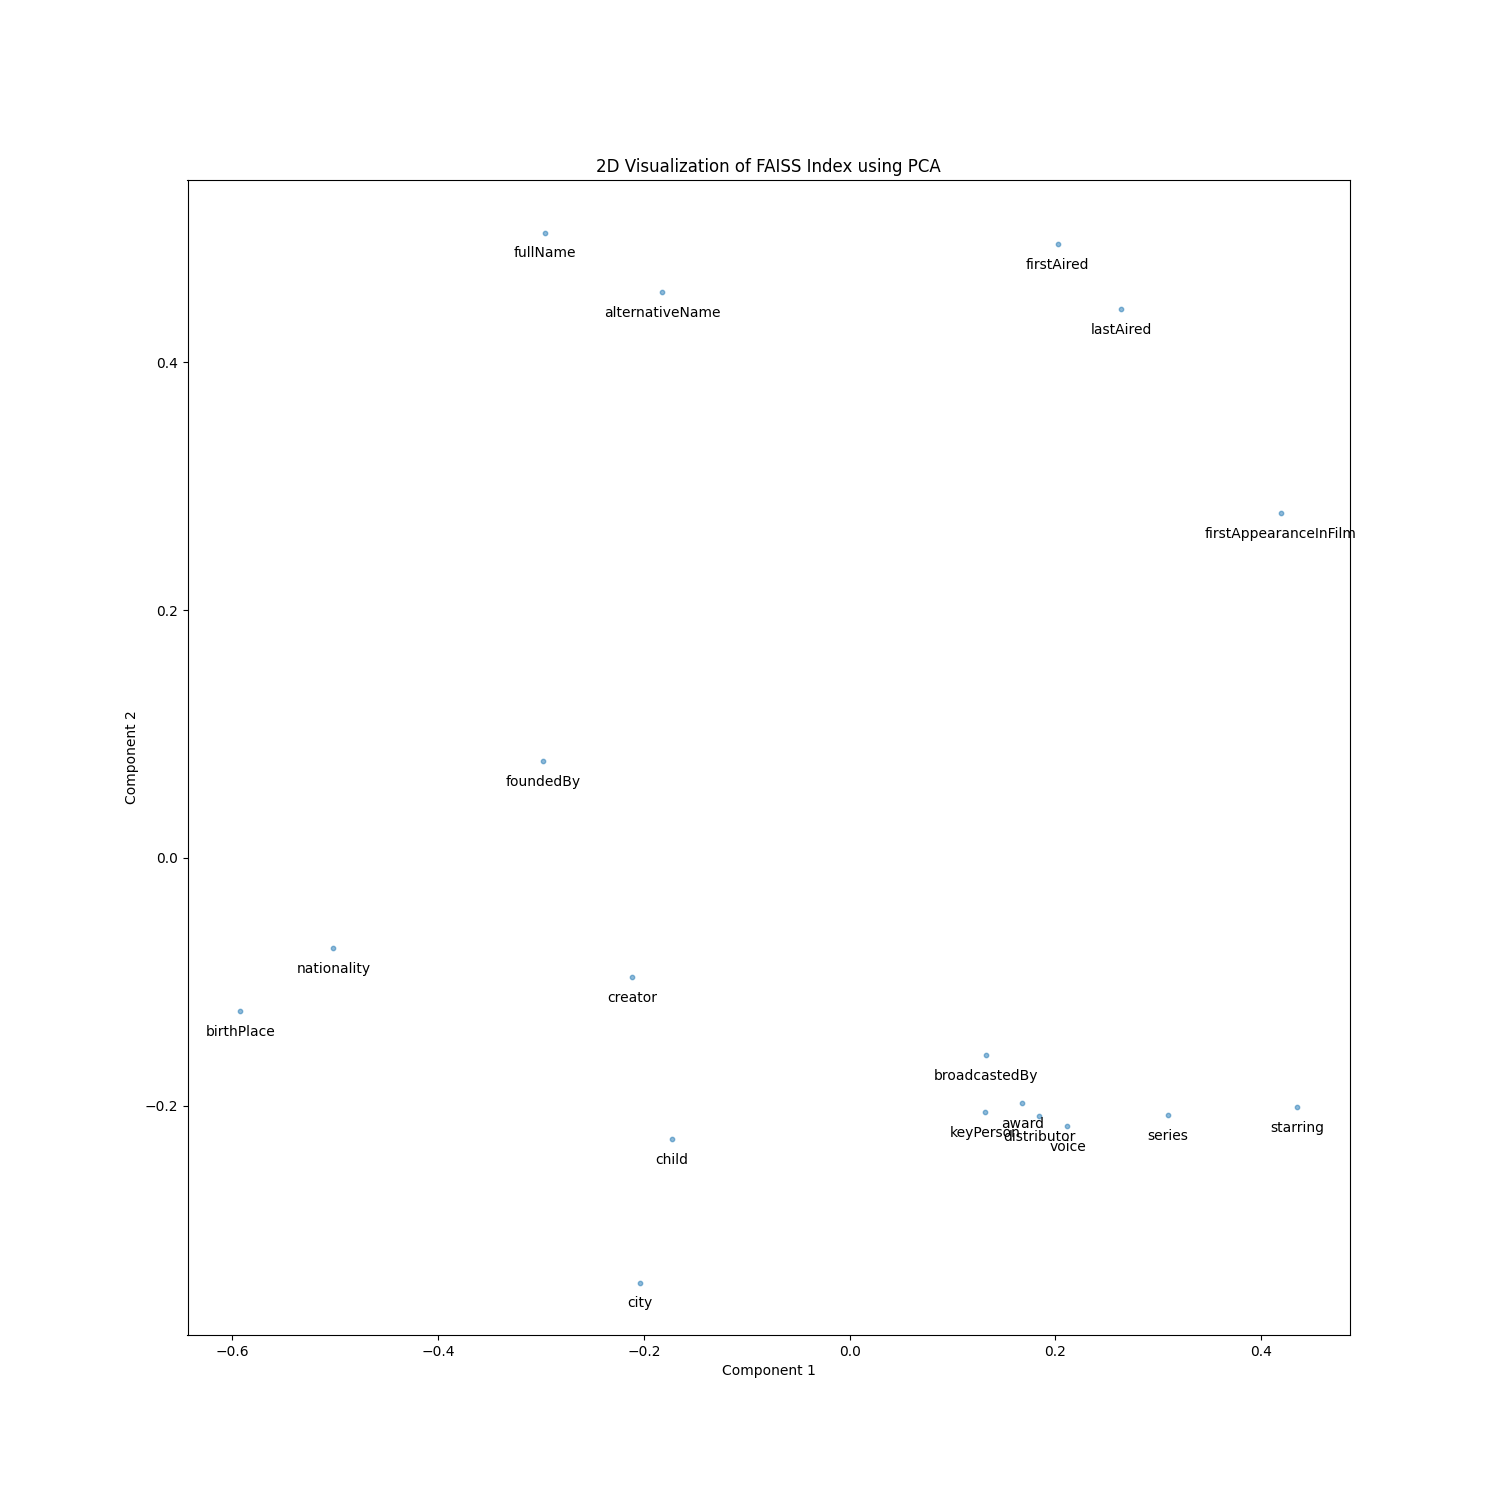 2D Visualization of FAISS Index using PCA
fullName
firstAired
alternativeName
lastAired
0.4
firstAppearanceInFilm
0.2
Component 2
foundedBy
0.0
nationality
creator
birthPlace
broadcastedBy
−0.2
award
keyPerson
distributor
voice
series
starring
child
city
−0.6
−0.4
−0.2
0.0
0.2
0.4
Component 1